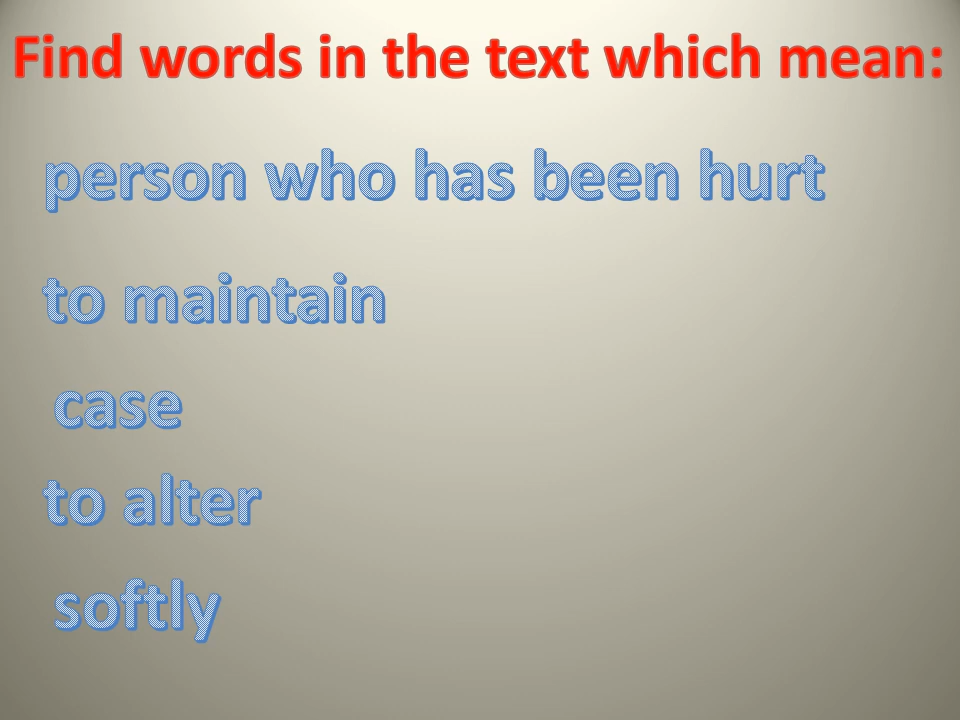 Find words in the text which mean:
person who has been hurt
to maintain
case
to alter
softly